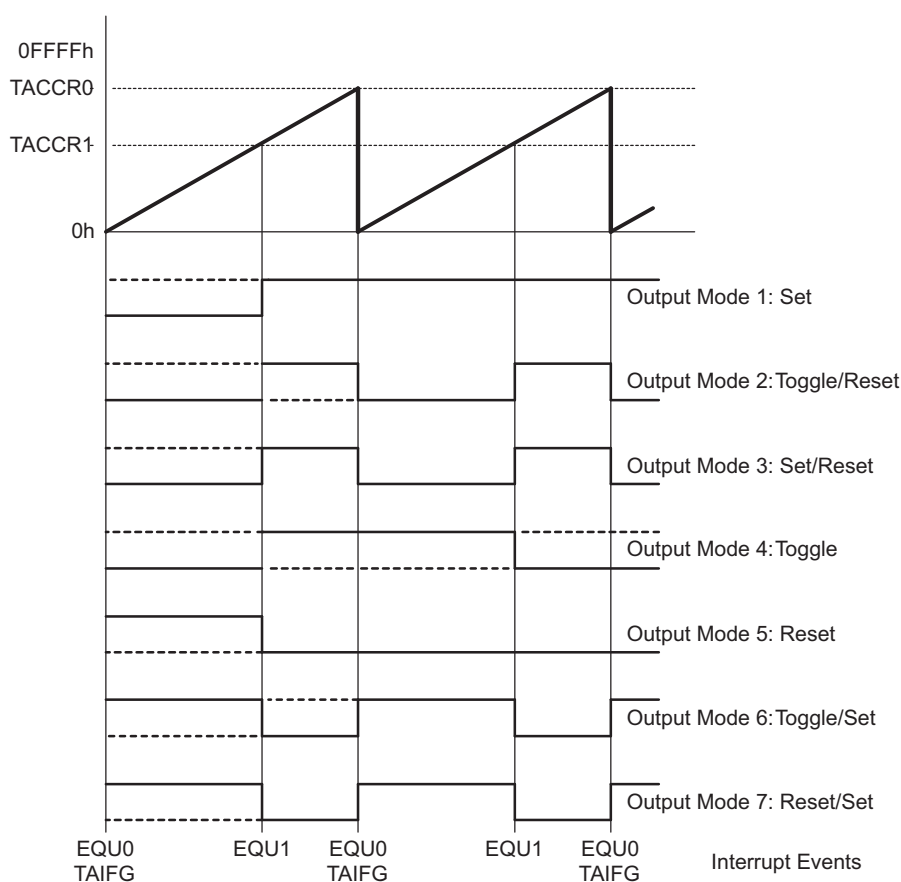 0FFFFh
TACCR0
TACCR1
0h
Output Mode 1: Set
Output Mode 2:Toggle/Reset
Output Mode 3: Set/Reset
Output Mode 4:Toggle
Output Mode 5: Reset
Output Mode 6:Toggle/Set
Output Mode 7: Reset/Set
EQU0 EQU1 EQU0 EQU1 EQU0
TAIFG TAIFG TAIFG
Interrupt Events